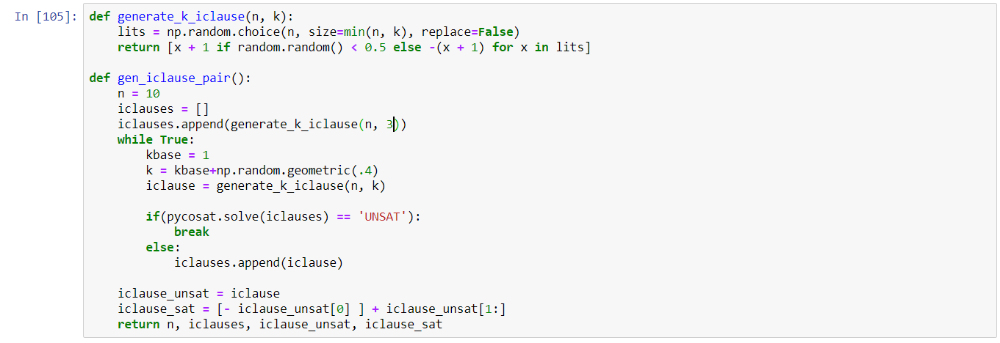 In [105]: def generate_k_iclause(n, k):
    lits = np.random.choice(n, size=min(n, k), replace=False)
    return [x + 1 if random.random() < 0.5 else -(x + 1) for x in lits]

def gen_iclause_pair():
    n = 10
    iclauses = []
    iclauses.append(generate_k_iclause(n, 3))
    while True:
        kbase = 1
        k = kbase+np.random.geometric(.4)
        iclause = generate_k_iclause(n, k)

        if(pycosat.solve(iclauses) == 'UNSAT'):
            break
        else:
            iclauses.append(iclause)

    iclause_unsat = iclause
    iclause_sat = [- iclause_unsat[0] ] + iclause_unsat[1:]
    return n, iclauses, iclause_unsat, iclause_sat